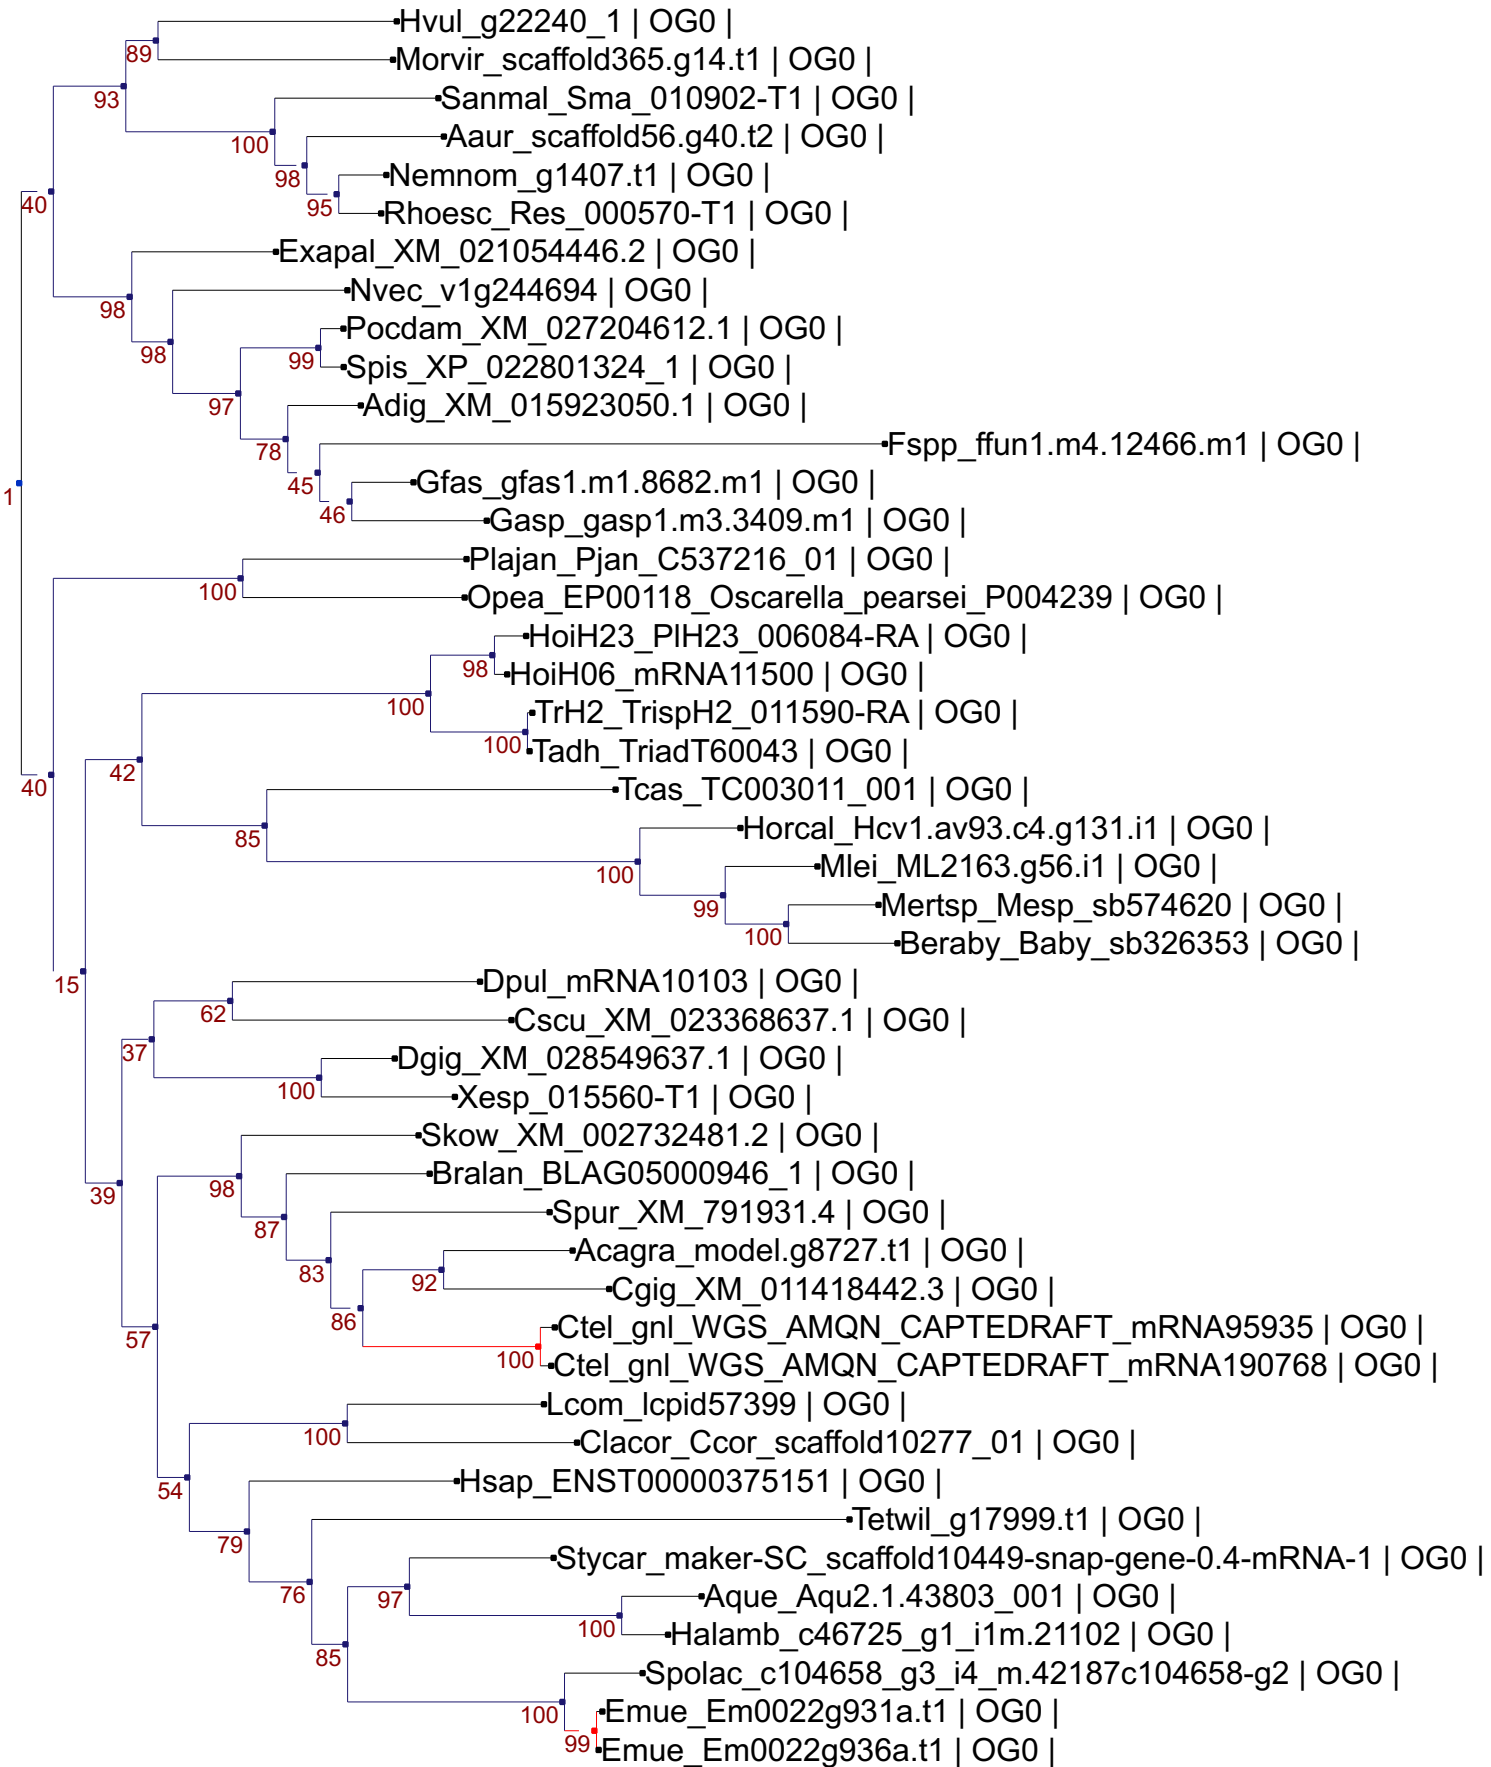 Hvul_g22240_1 | OG0 |
89
Morvir_scaffold365.g14.t1 | OG0 |
93
Sanmal_Sma_010902-T1 | OG0 |
100
Aaur_scaffold56.g40.t2 | OG0 |
98
Nemnom_g1407.t1 | OG0 |
95
40
Rhoesc_Res_000570-T1 | OG0 |
Exapal_XM_021054446.2 | OG0 |
98
Nvec_v1g244694 | OG0 |
98
Pocdam_XM_027204612.1 | OG0 |
99
Spis_XP_022801324_1 | OG0 |
97
Adig_XM_015923050.1 | OG0 |
78
Fspp_ffun1.m4.12466.m1 | OG0 |
45
Gfas_gfas1.m1.8682.m1 | OG0 |
1
46
Gasp_gasp1.m3.3409.m1 | OG0 |
Plajan_Pjan_C537216_01 | OG0 |
100
Opea_EP00118_Oscarella_pearsei_P004239 | OG0 |
HoiH23_PlH23_006084-RA | OG0 |
98
HoiH06_mRNA11500 | OG0 |
100
TrH2_TrispH2_011590-RA | OG0 |
100
Tadh_TriadT60043 | OG0 |
42
40
Tcas_TC003011_001 | OG0 |
85
Horcal_Hcv1.av93.c4.g131.i1 | OG0 |
100
Mlei_ML2163.g56.i1 | OG0 |
99
Mertsp_Mesp_sb574620 | OG0 |
100
Beraby_Baby_sb326353 | OG0 |
15
Dpul_mRNA10103 | OG0 |
62
Cscu_XM_023368637.1 | OG0 |
37
Dgig_XM_028549637.1 | OG0 |
100
Xesp_015560-T1 | OG0 |
Skow_XM_002732481.2 | OG0 |
98
39
Bralan_BLAG05000946_1 | OG0 |
87
Spur_XM_791931.4 | OG0 |
83
Acagra_model.g8727.t1 | OG0 |
92
Cgig_XM_011418442.3 | OG0 |
86
Ctel_gnl_WGS_AMQN_CAPTEDRAFT_mRNA95935 | OG0 |
57
100
Ctel_gnl_WGS_AMQN_CAPTEDRAFT_mRNA190768 | OG0 |
Lcom_lcpid57399 | OG0 |
100
Clacor_Ccor_scaffold10277_01 | OG0 |
54
Hsap_ENST00000375151 | OG0 |
79
Tetwil_g17999.t1 | OG0 |
76
Stycar_maker-SC_scaffold10449-snap-gene-0.4-mRNA-1 | OG0 |
97
Aque_Aqu2.1.43803_001 | OG0 |
100
Halamb_c46725_g1_i1m.21102 | OG0 |
85
Spolac_c104658_g3_i4_m.42187c104658-g2 | OG0 |
100
Emue_Em0022g931a.t1 | OG0 |
99
Emue_Em0022g936a.t1 | OG0 |